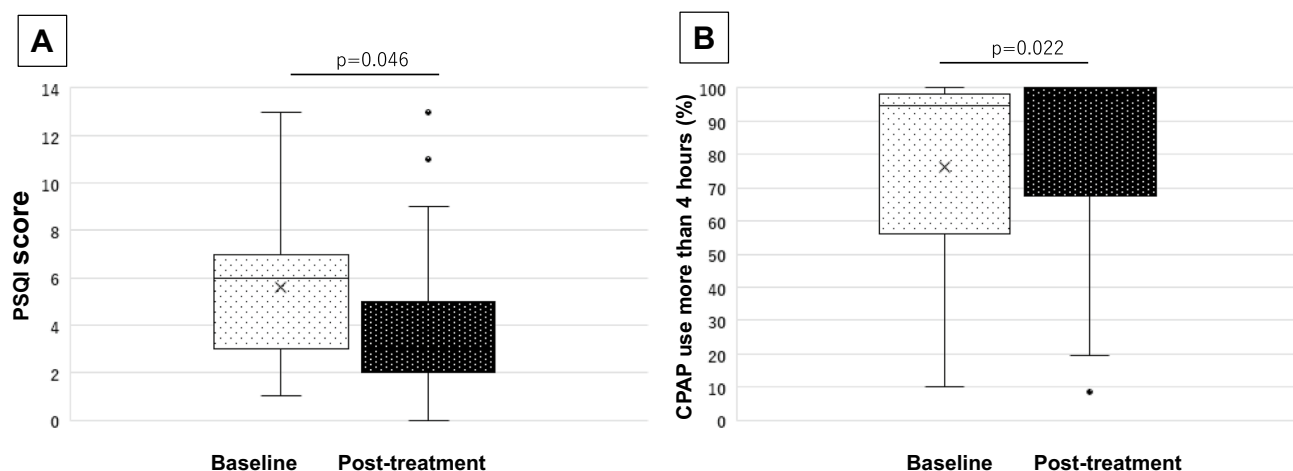 A
p=0.046
14
12
10
8
6
4
2
0
PSQI score
Baseline Post-treatment
B
p=0.022
100
90
80
70
60
50
40
30
20
10
0
CPAP use more than 4 hours (%)
Baseline Post-treatment